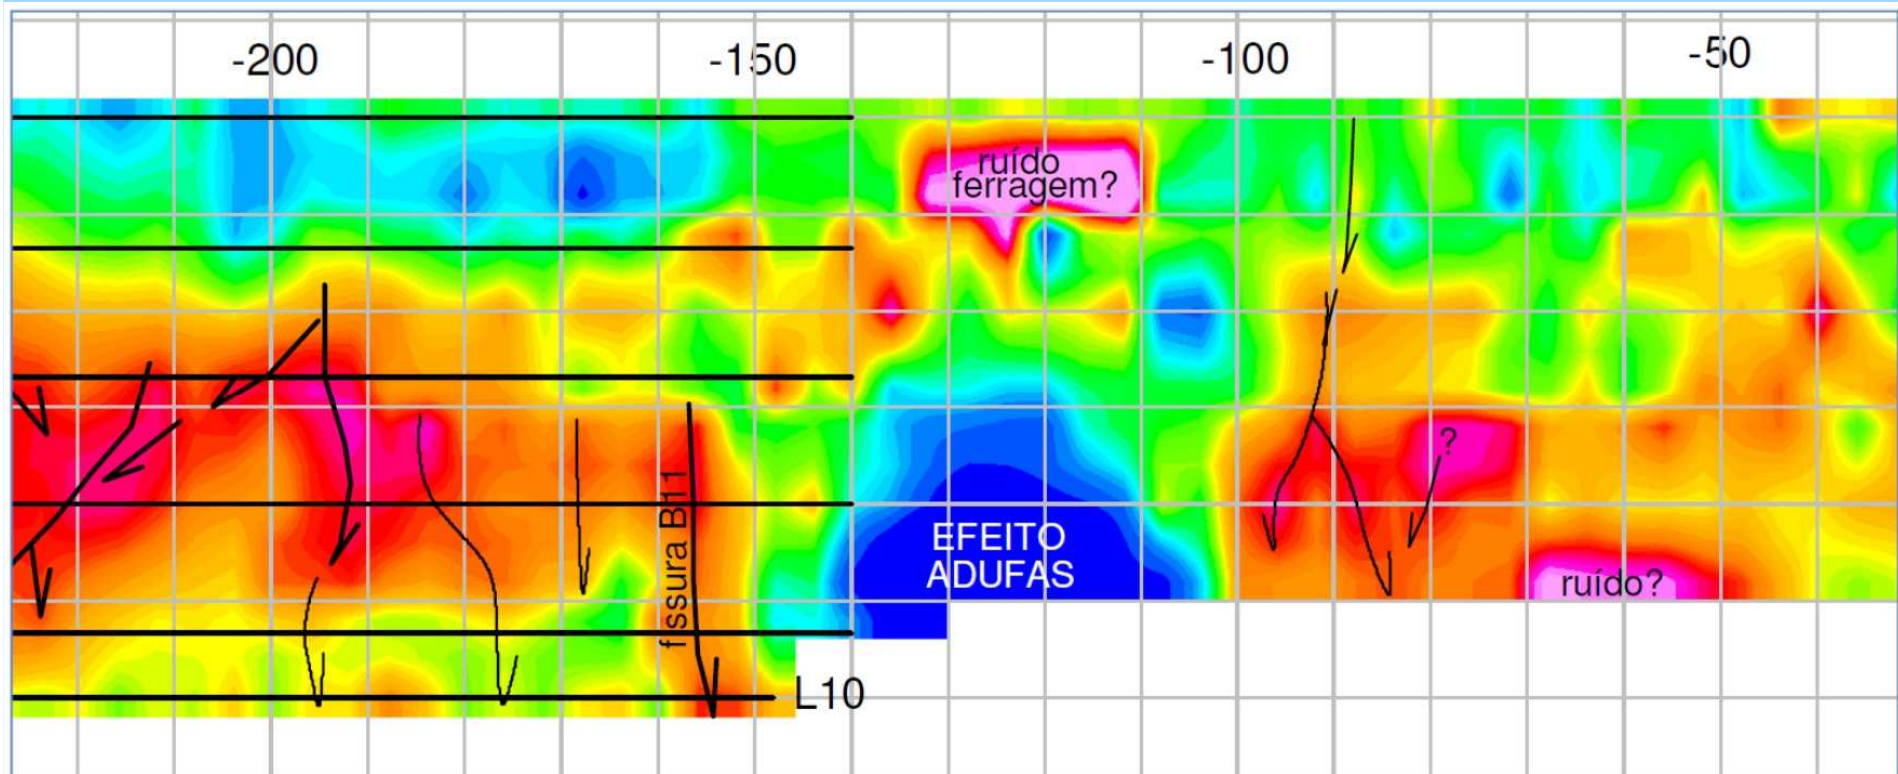 -200
-150
-100
-50
ruído
ferragem?
?
fissura B11
EFEITO
ADUFAS
ruído?
L10